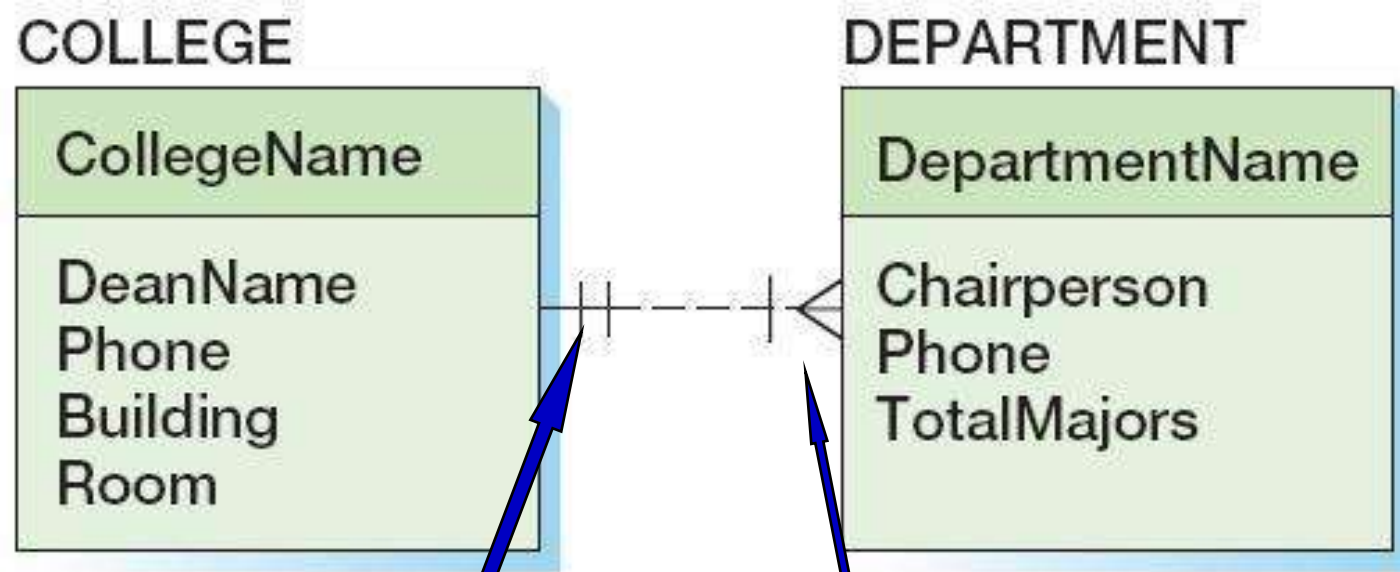 COLLEGE
CollegeName
DeanName
Phone
Building
Room
DEPARTMENT
DepartmentName
Chairperson
Phone
TotalMajors